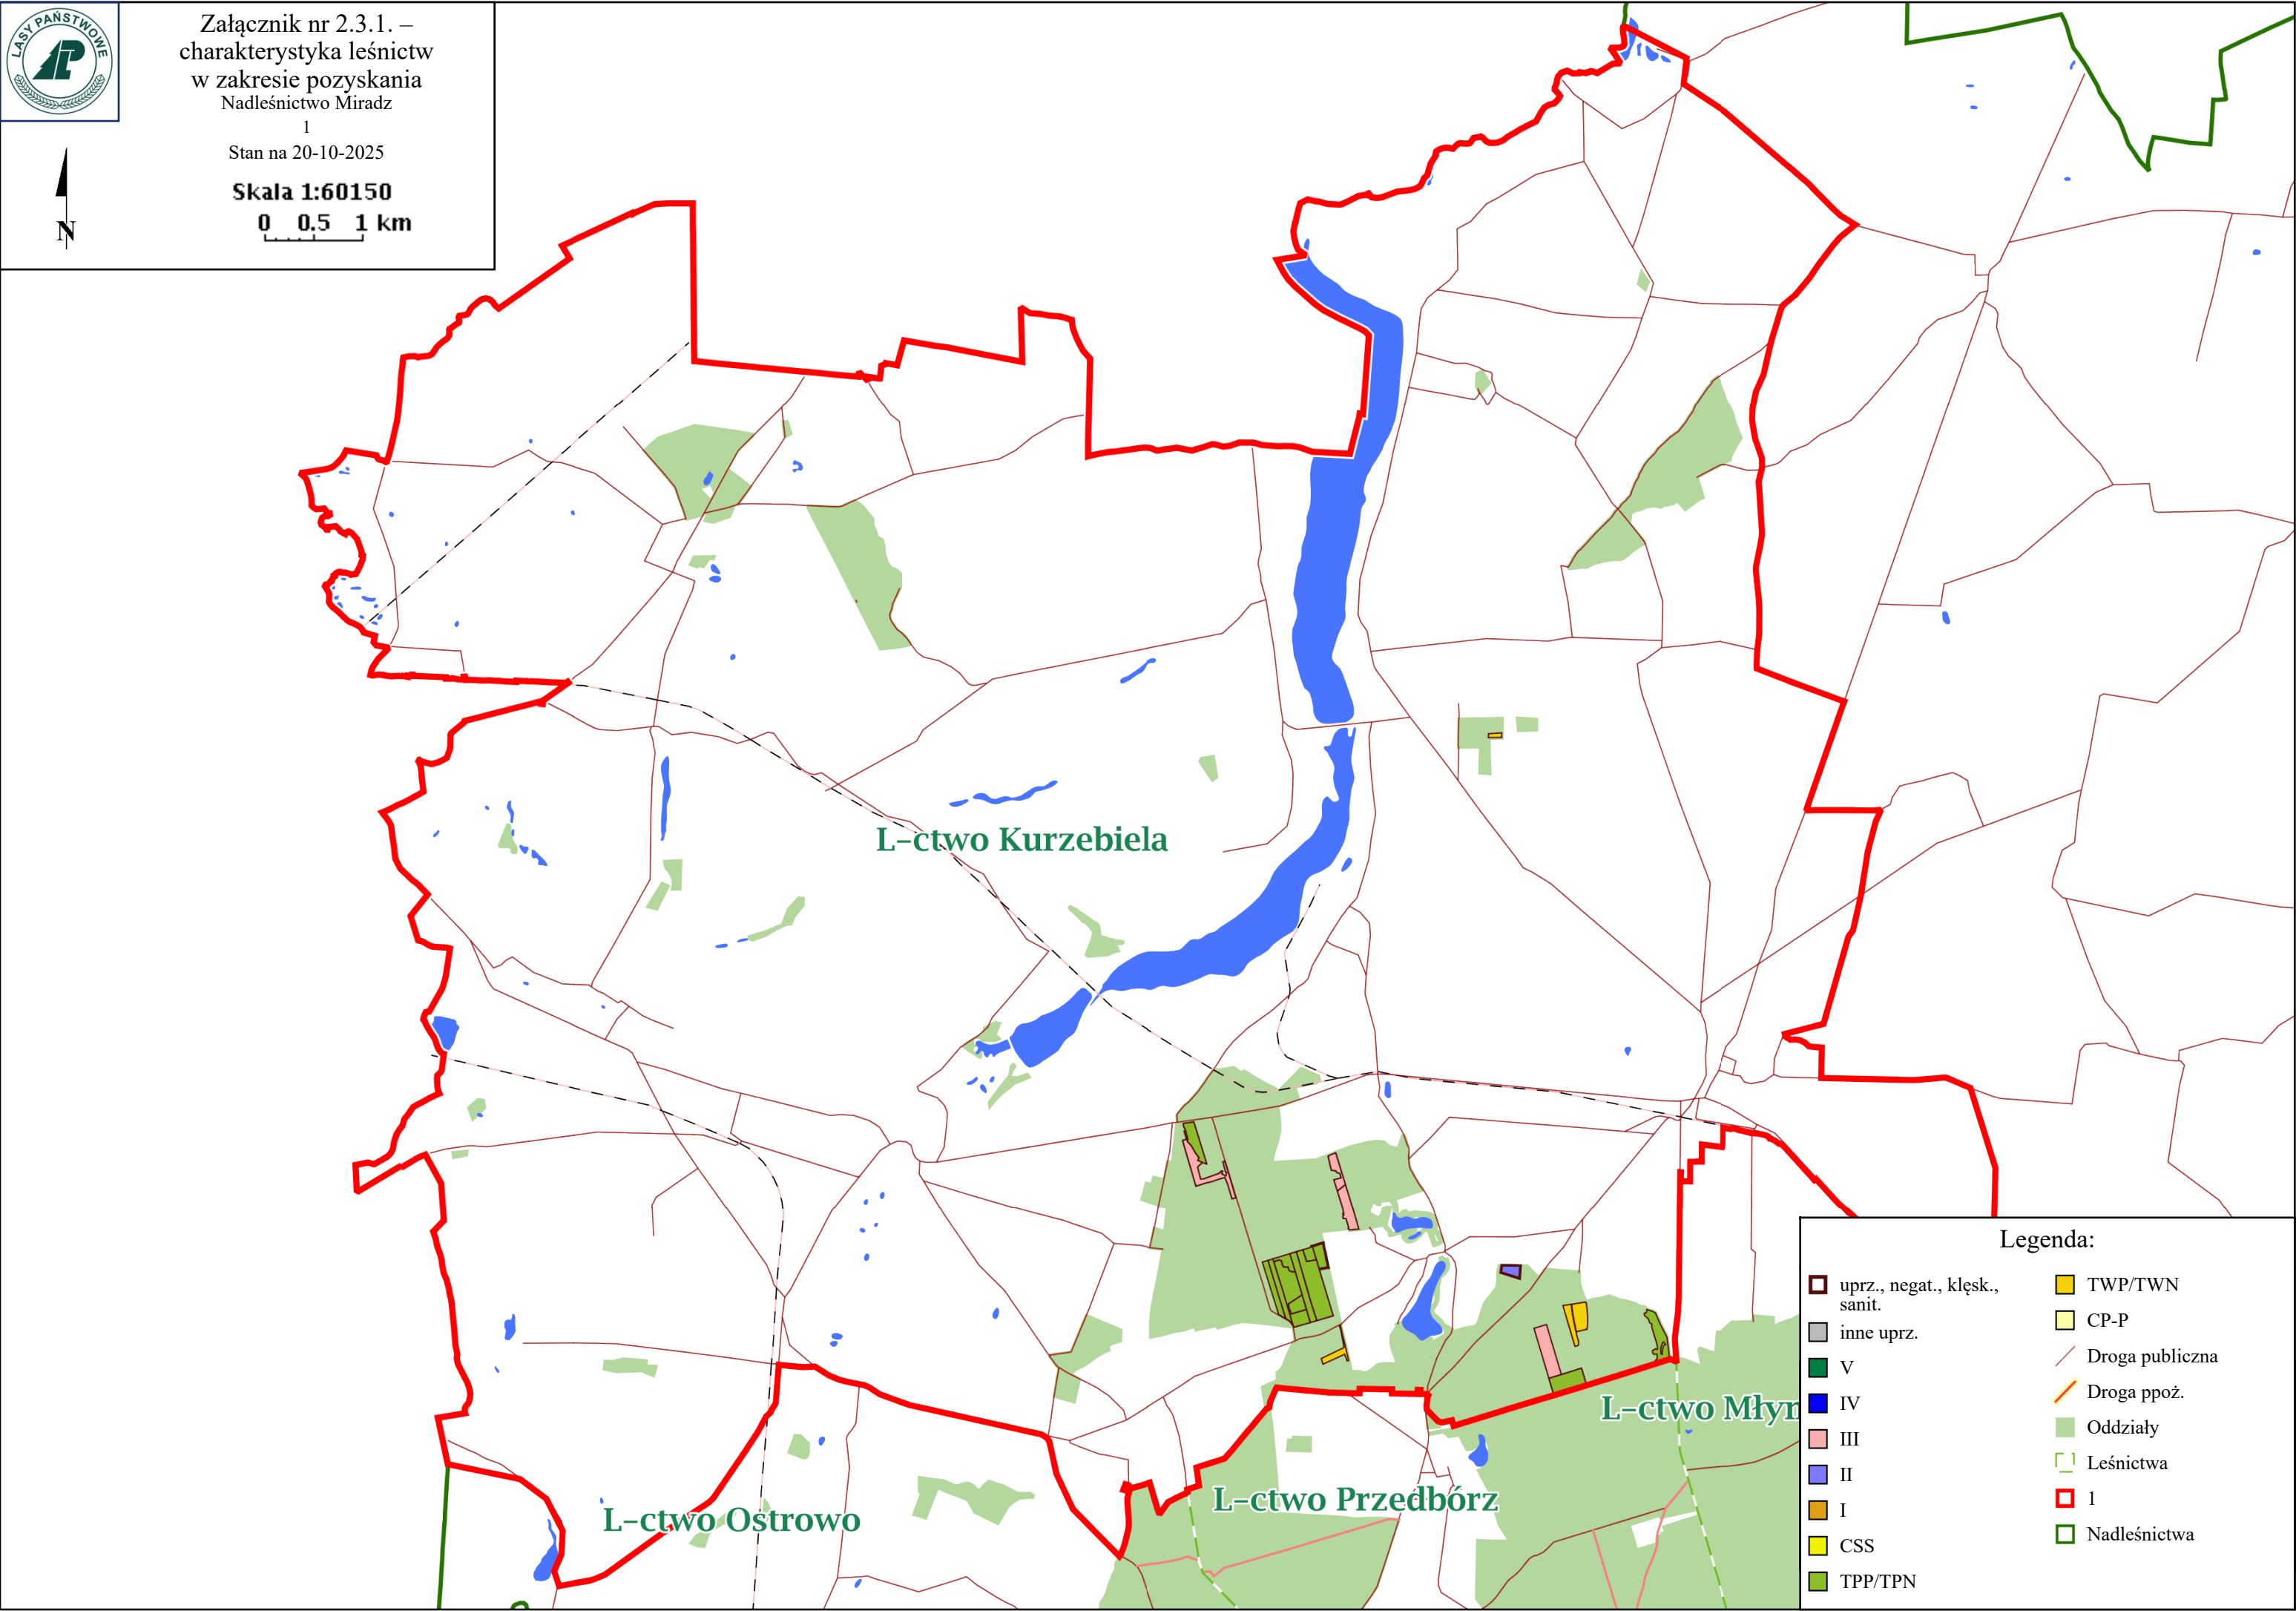 LASY PAŃSTWOWE
LP
Załącznik nr 2.3.1. –
charakterystyka leśnictw
w zakresie pozyskania
Nadleśnictwo Miradz
1
Stan na 20-10-2025
Skala 1:60150
0 0.5 1 km
N
L-ctwo Kurzebiela
L-ctwo Młyn
L-ctwo Przedbórz
L-ctwo Ostrowo
Legenda:
uprz., negat., klęsk.,
sanit.
inne uprz.
V
IV
III
II
I
CSS
TPP/TPN
TWP/TWN
CP-P
Droga publiczna
Droga ppoż.
Oddziały
Leśnictwa
1
Nadleśnictwa